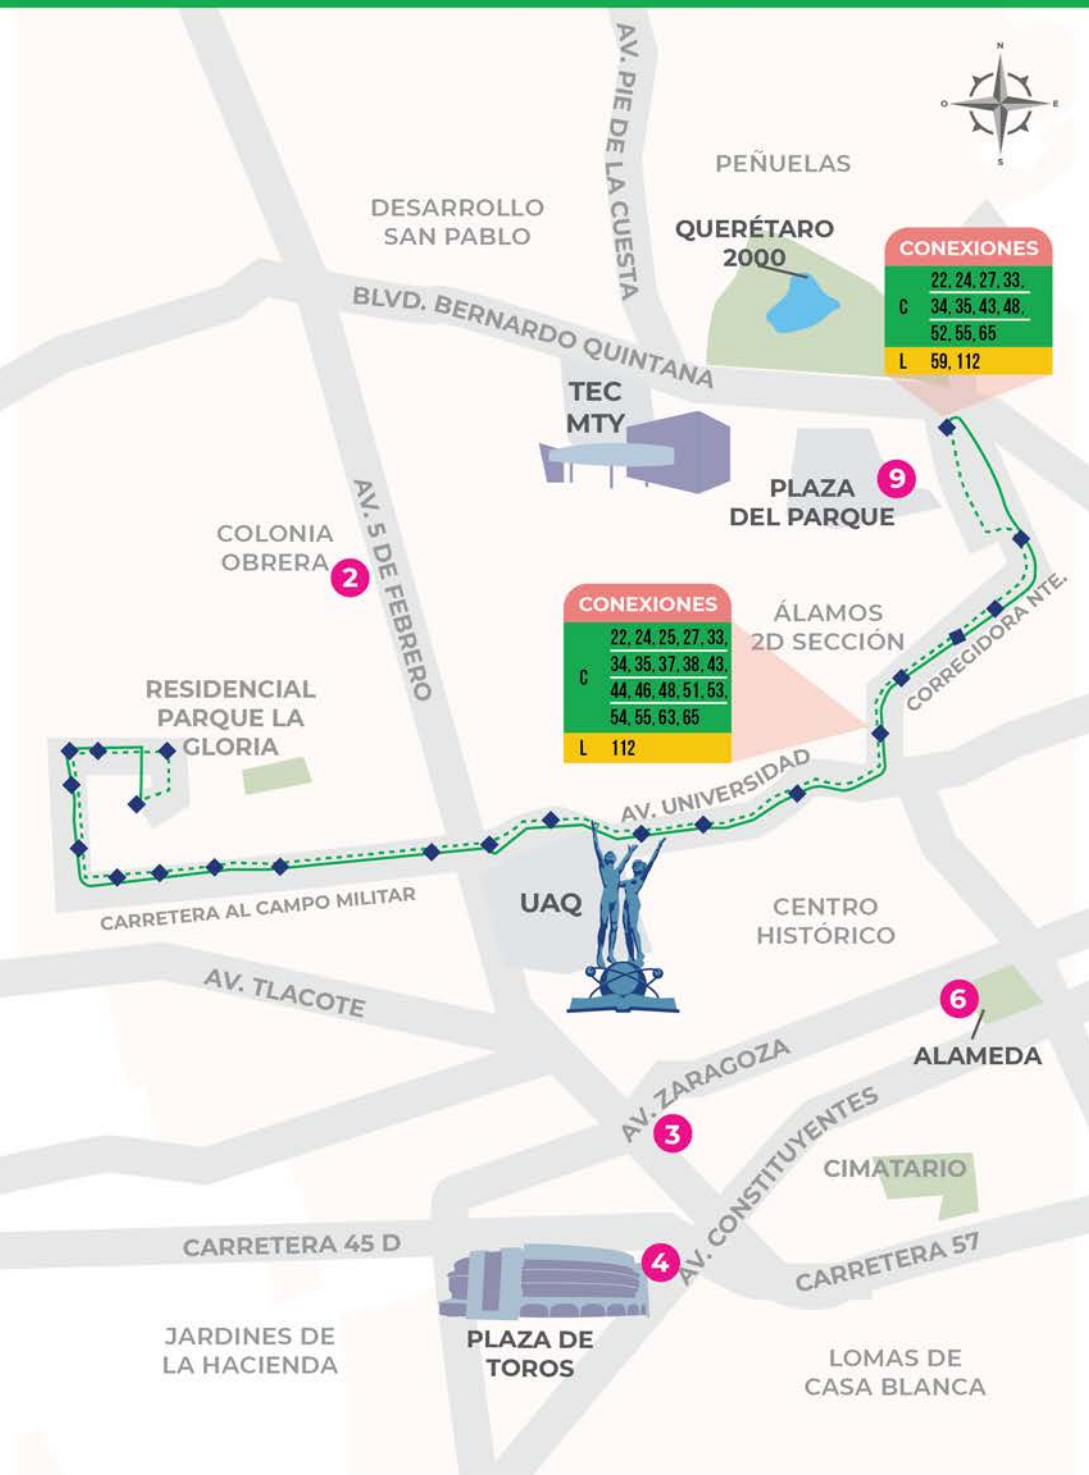 N
O
E
S
AV. PIE DE LA CUESTA
PEÑUELAS
DESARROLLO
SAN PABLO
QUERÉTARO
2000
CONEXIONES
C
22, 24, 27, 33,
34, 35, 43, 48,
52, 55, 65
L 59, 112
BLVD. BERNARDO QUINTANA
TEC
MTY
PLAZA
DEL PARQUE
9
AV. 5 DE FEBRERO
COLONIA
OBRERA
2
CONEXIONES
C
22, 24, 25, 27, 33,
34, 35, 37, 38, 43,
44, 46, 48, 51, 53,
54, 55, 63, 65
L 112
ÁLAMOS
2D SECCIÓN
CORREGIDORA NTE.
RESIDENCIAL
PARQUE LA
GLORIA
AV. UNIVERSIDAD
CARRETERA AL CAMPO MILITAR
UAQ
CENTRO
HISTÓRICO
AV. TLACOTE
6
ALAMEDA
AV. ZARAGOZA
3
AV. CONSTITUYENTES
CIMATARIO
CARRETERA 45 D
4
CARRETERA 57
JARDINES DE
LA HACIENDA
PLAZA DE
TOROS
LOMAS DE
CASA BLANCA